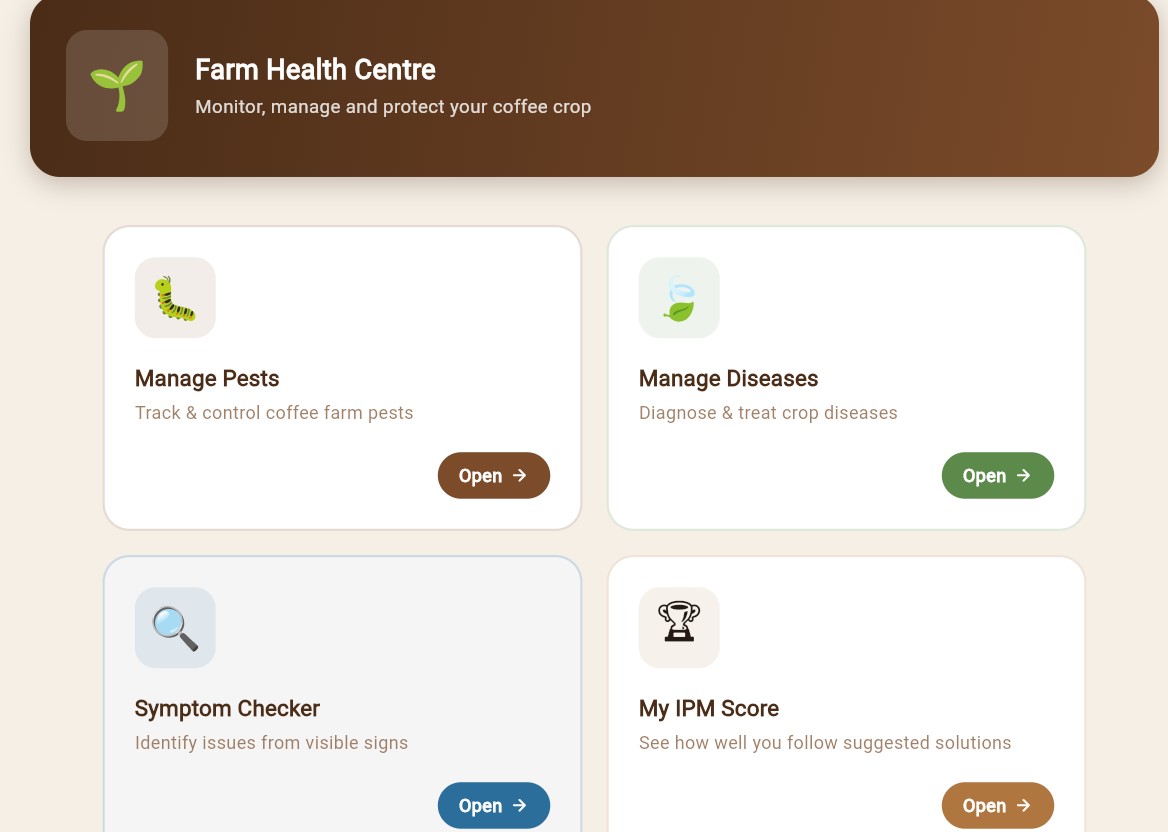 Farm Health Centre
Monitor, manage and protect your coffee crop
Manage Pests
Track & control coffee farm pests
Open →
Manage Diseases
Diagnose & treat crop diseases
Open →
Symptom Checker
Identify issues from visible signs
Open →
My IPM Score
See how well you follow suggested solutions
Open →